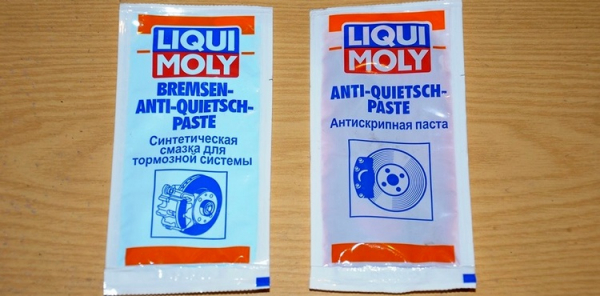 LIQUI
MOLY
BREMSEN-
ANTI-QUIETSCH-
PASTE
Синтетическая
смазка для
тормозной системы
LIQUI
MOLY
ANTI-QUIETSCH-
PASTE
Антискрипная паста